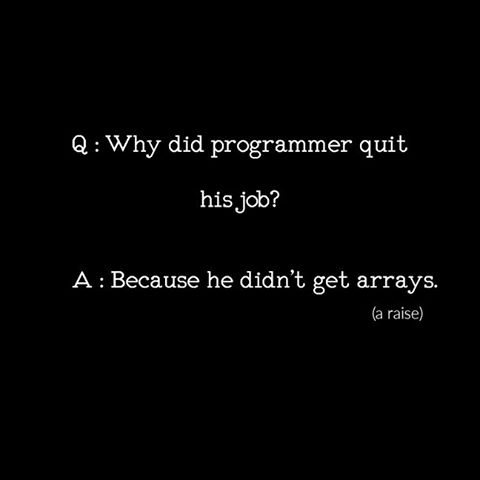 Q : Why did programmer quit
his job?
A : Because he didn't get arrays.
(a raise)